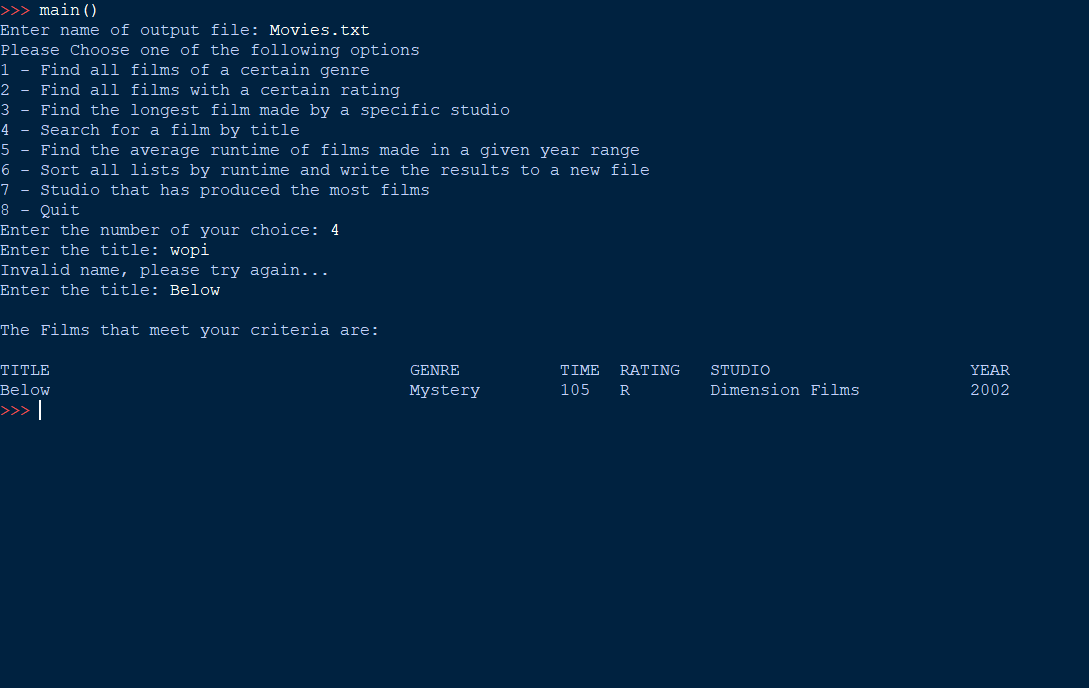 >>> main()
Enter name of output file: Movies.txt
Please Choose one of the following options
1 - Find all films of a certain genre
2 - Find all films with a certain rating
3 - Find the longest film made by a specific studio
4 - Search for a film by title
5 - Find the average runtime of films made in a given year range
6 - Sort all lists by runtime and write the results to a new file
7 - Studio that has produced the most films
8 - Quit
Enter the number of your choice: 4
Enter the title: wopi
Invalid name, please try again...
Enter the title: Below
The Films that meet your criteria are:
TITLE GENRE TIME RATING STUDIO YEAR
Below Mystery 105 R Dimension Films 2002
>>>